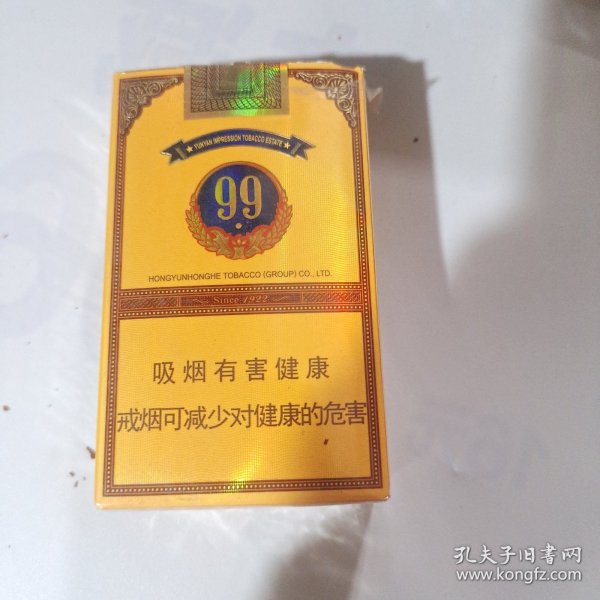 ★ YUNYAN IMPRESSION TOBACCO ESTATE ★
99
HONGYUNHONGHE TOBACCO (GROUP) CO., LTD.
Since 1922
吸烟有害健康
戒烟可减少对健康的危害
孔夫子旧书网
www.kongfz.com